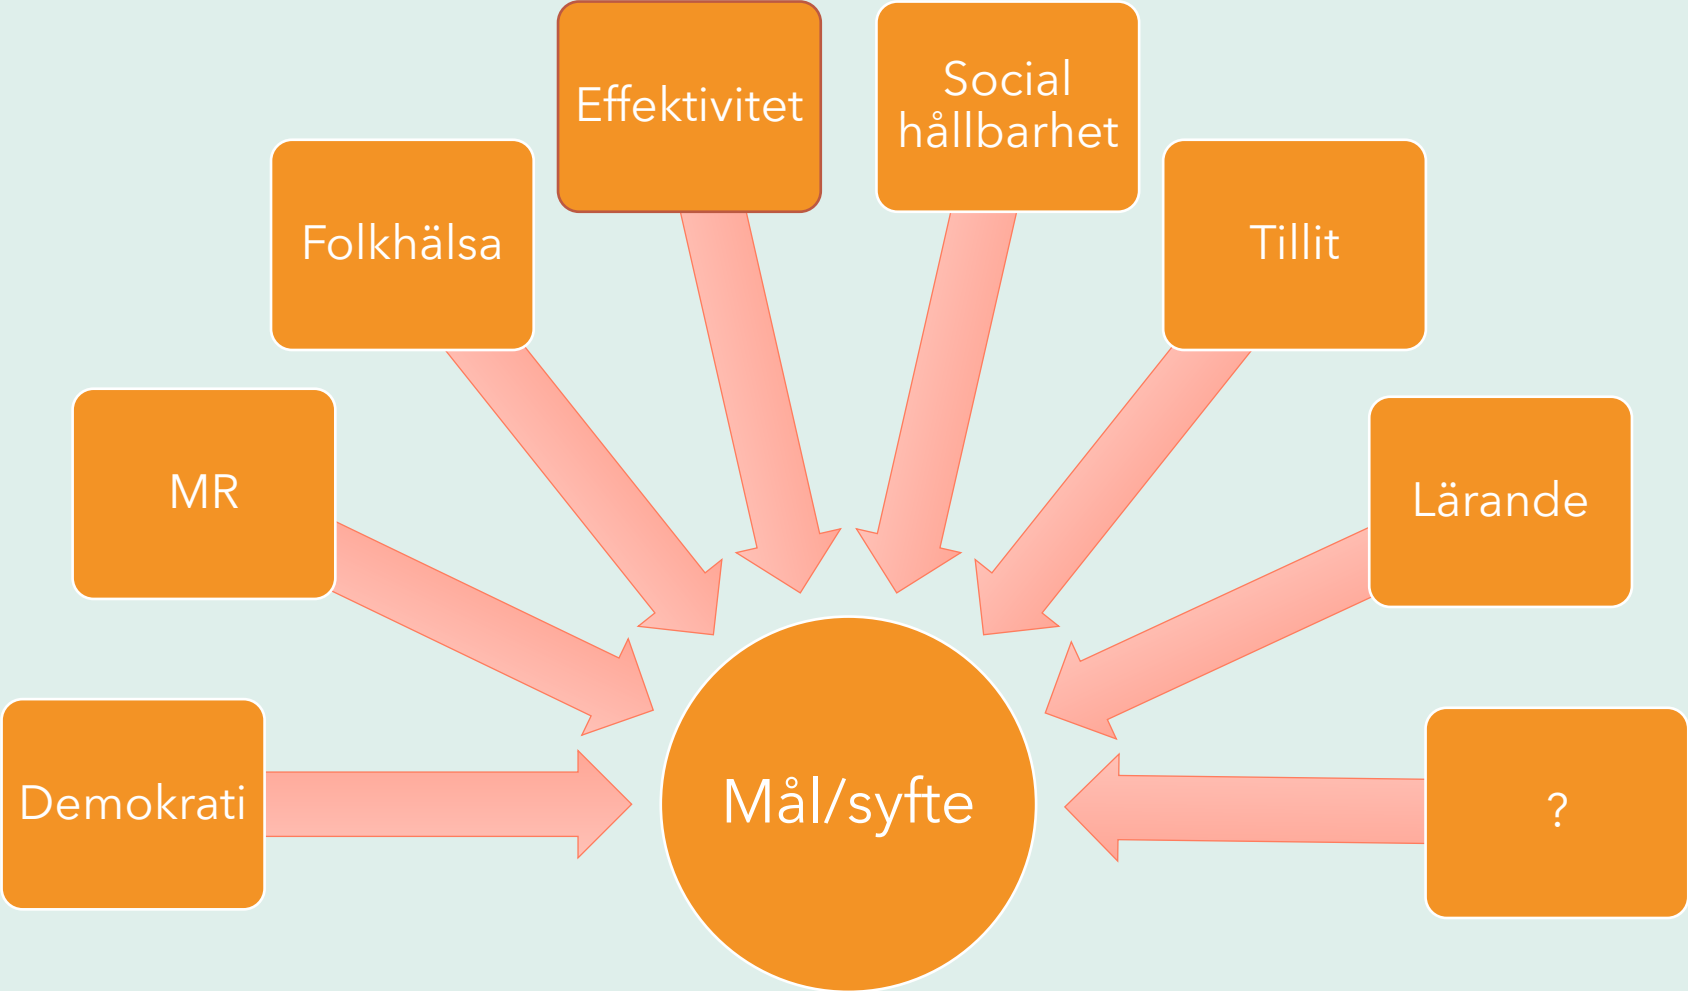 Effektivitet
Social
hållbarhet
Folkhälsa
Tillit
MR
Lärande
Demokrati
Mål/syfte
?